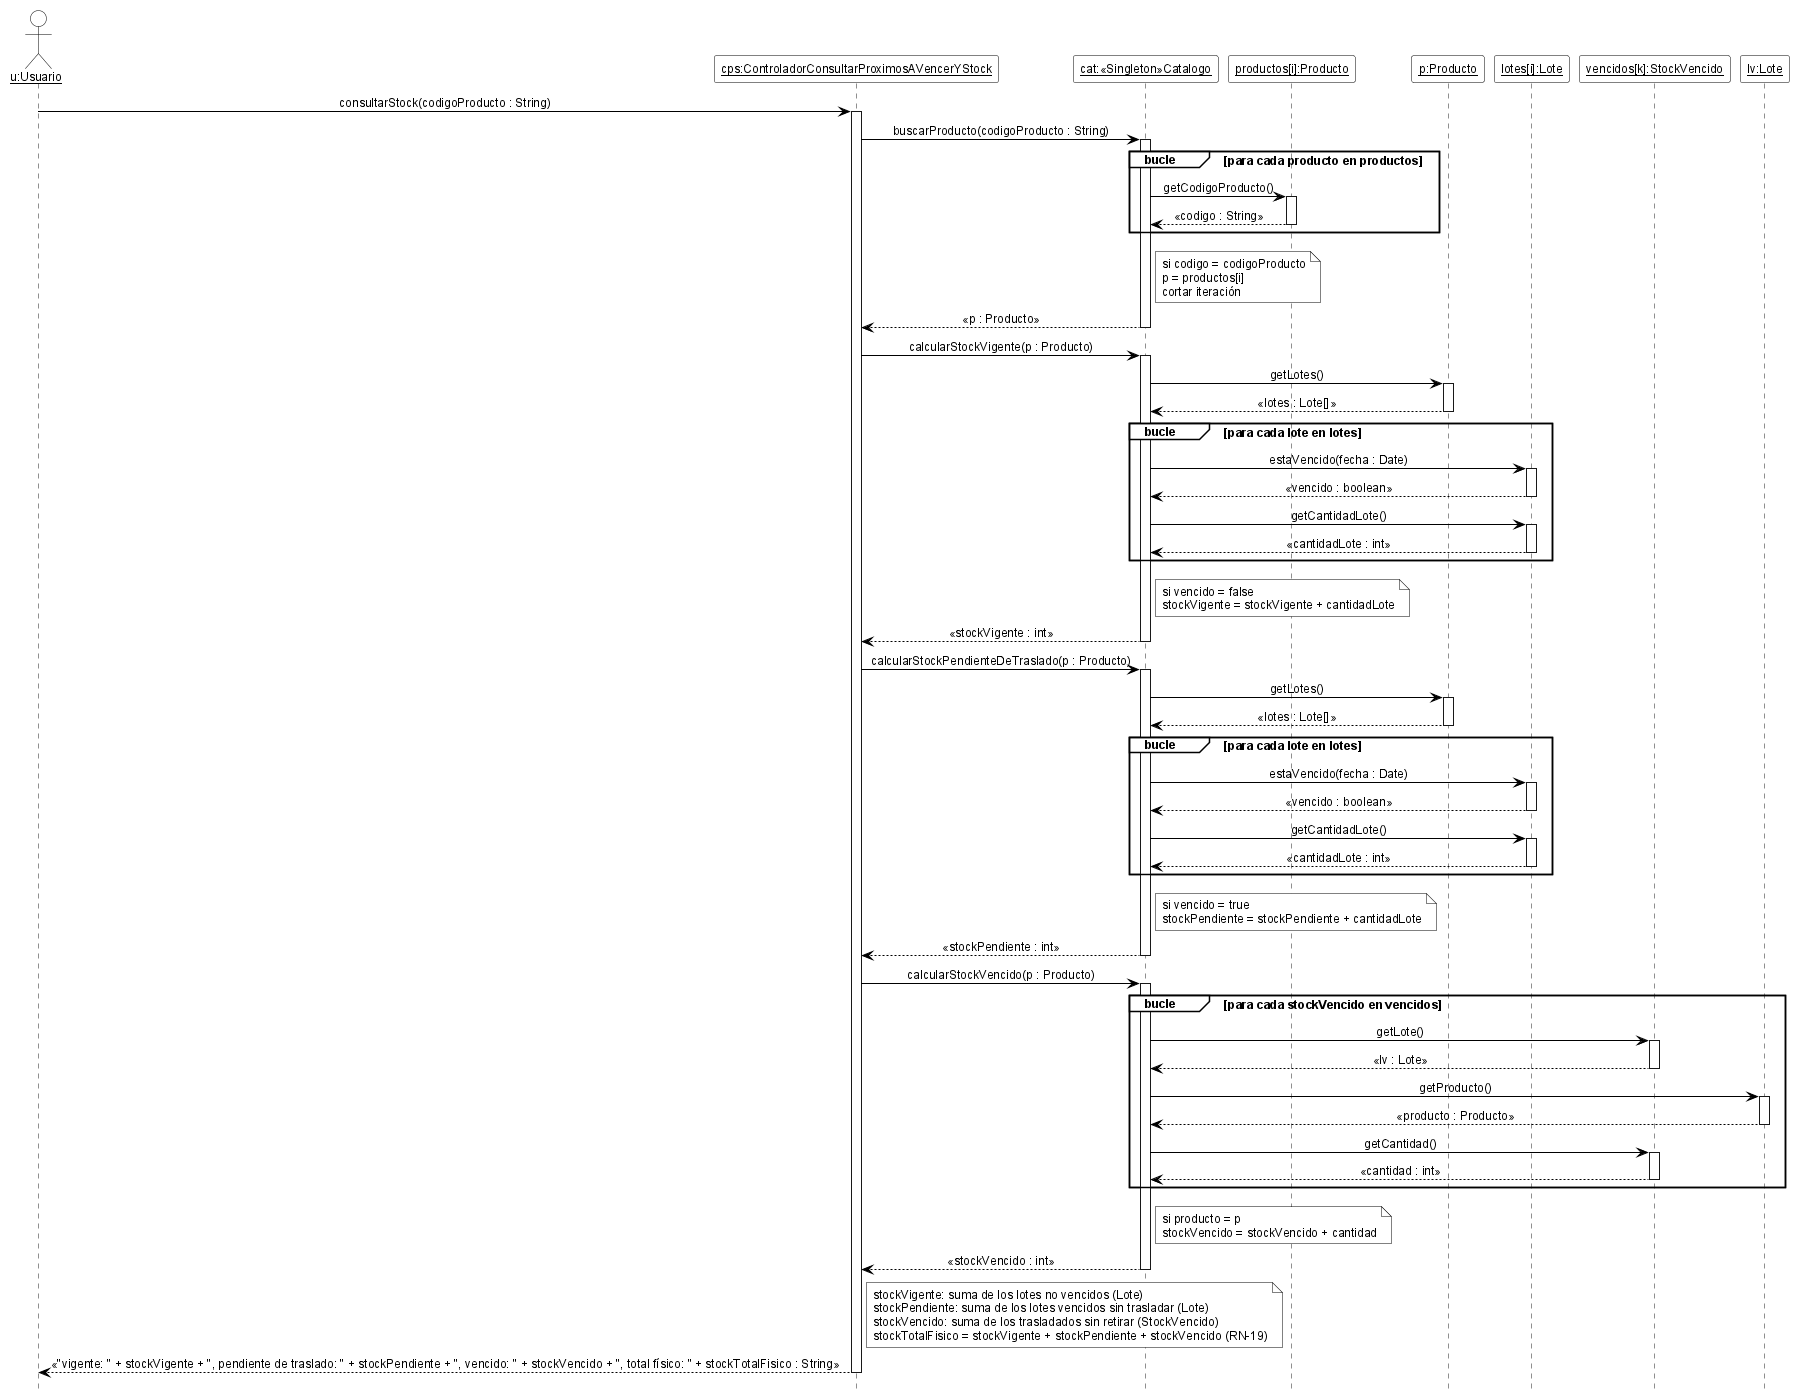 u:Usuario
cps:ControladorConsultarProximosAVencerYStock
cat:«Singleton»Catalogo
productos[i]:Producto
p:Producto
lotes[i]:Lote
vencidos[k]:StockVencido
lv:Lote
consultarStock(codigoProducto : String)
buscarProducto(codigoProducto : String)
bucle [para cada producto en productos]
getCodigoProducto()
«codigo : String»
si codigo = codigoProducto
p = productos[i]
cortar iteración
«p : Producto»
calcularStockVigente(p : Producto)
getLotes()
«lotes : Lote[]»
bucle [para cada lote en lotes]
estaVencido(fecha : Date)
«vencido : boolean»
getCantidadLote()
«cantidadLote : int»
si vencido = false
stockVigente = stockVigente + cantidadLote
«stockVigente : int»
calcularStockPendienteDeTraslado(p : Producto)
getLotes()
«lotes : Lote[]»
bucle [para cada lote en lotes]
estaVencido(fecha : Date)
«vencido : boolean»
getCantidadLote()
«cantidadLote : int»
si vencido = true
stockPendiente = stockPendiente + cantidadLote
«stockPendiente : int»
calcularStockVencido(p : Producto)
bucle [para cada stockVencido en vencidos]
getLote()
«lv : Lote»
getProducto()
«producto : Producto»
getCantidad()
«cantidad : int»
si producto = p
stockVencido = stockVencido + cantidad
«stockVencido : int»
stockVigente: suma de los lotes no vencidos (Lote)
stockPendiente: suma de los lotes vencidos sin trasladar (Lote)
stockVencido: suma de los trasladados sin retirar (StockVencido)
stockTotalFisico = stockVigente + stockPendiente + stockVencido (RN-19)
«"vigente: " + stockVigente + ", pendiente de traslado: " + stockPendiente + ", vencido: " + stockVencido + ", total físico: " + stockTotalFisico : String»